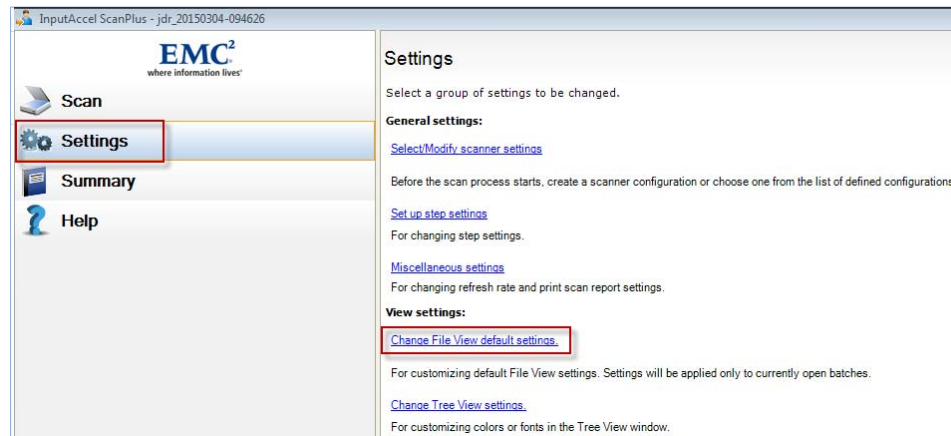 InputAccel ScanPlus - jdr_20150304-094626
EMC²
where information lives®
Scan
Settings
Summary
Help
Settings
Select a group of settings to be changed.
General settings:
Select/Modify scanner settings
Before the scan process starts, create a scanner configuration or choose one from the list of defined configurations
Set up step settings
For changing step settings.
Miscellaneous settings
For changing refresh rate and print scan report settings.
View settings:
Change File View default settings.
For customizing default File View settings. Settings will be applied only to currently open batches.
Change Tree View settings.
For customizing colors or fonts in the Tree View window.